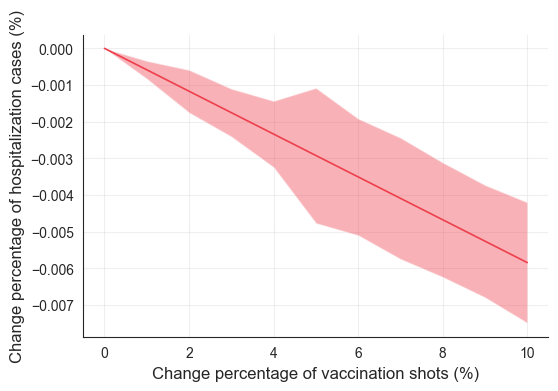 Change percentage of hospitalization cases (%)
0.000
−0.001
−0.002
−0.003
−0.004
−0.005
−0.006
−0.007
0 2 4 6 8 10
Change percentage of vaccination shots (%)